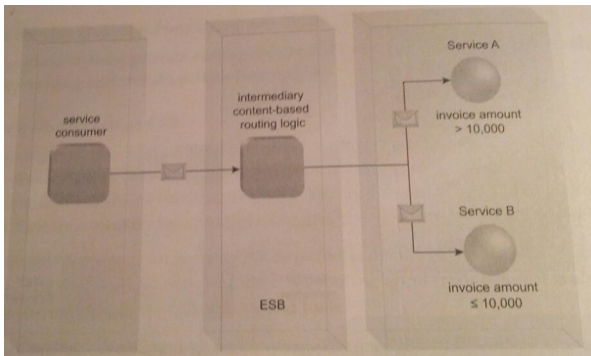 service
consumer
intermediary
content-based
routing logic
ESB
Service A
invoice amount
> 10,000
Service B
invoice amount
≤ 10,000